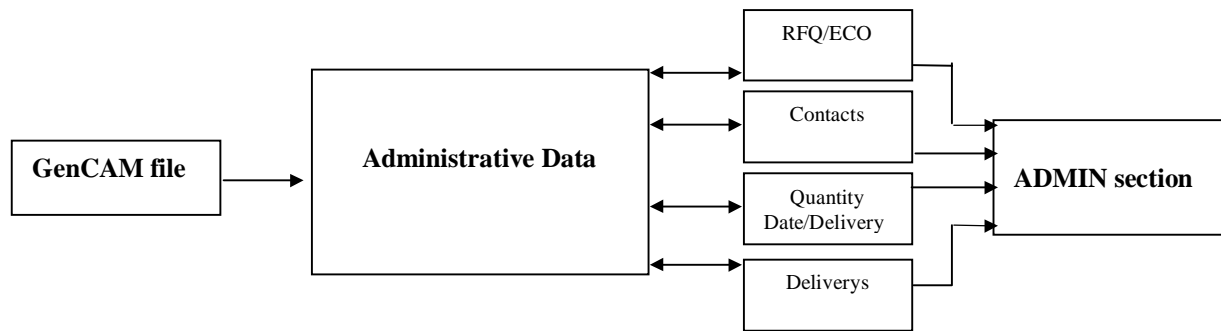 GenCAM file
Administrative Data
RFQ/ECO
Contacts
Quantity
Date/Delivery
Deliverys
ADMIN section